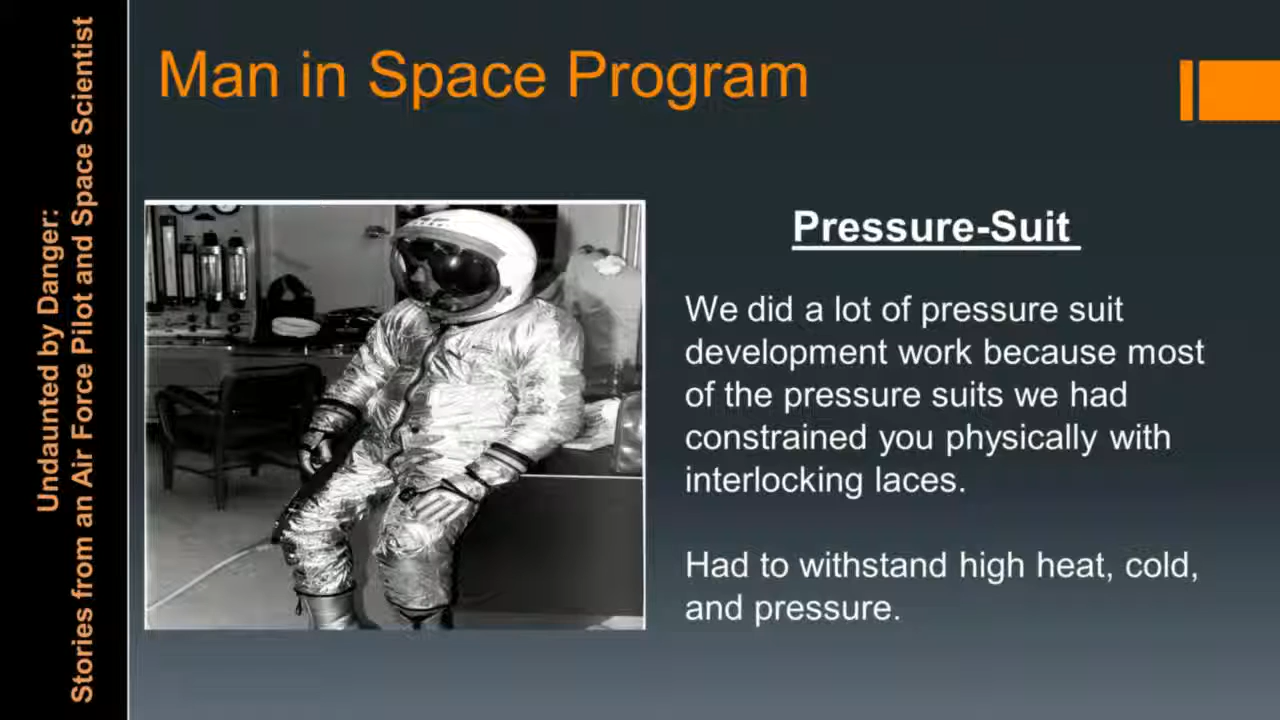 Undaunted by Danger:
Stories from an Air Force Pilot and Space Scientist
Man in Space Program
Pressure-Suit
We did a lot of pressure suit
development work because most
of the pressure suits we had
constrained you physically with
interlocking laces.
Had to withstand high heat, cold,
and pressure.